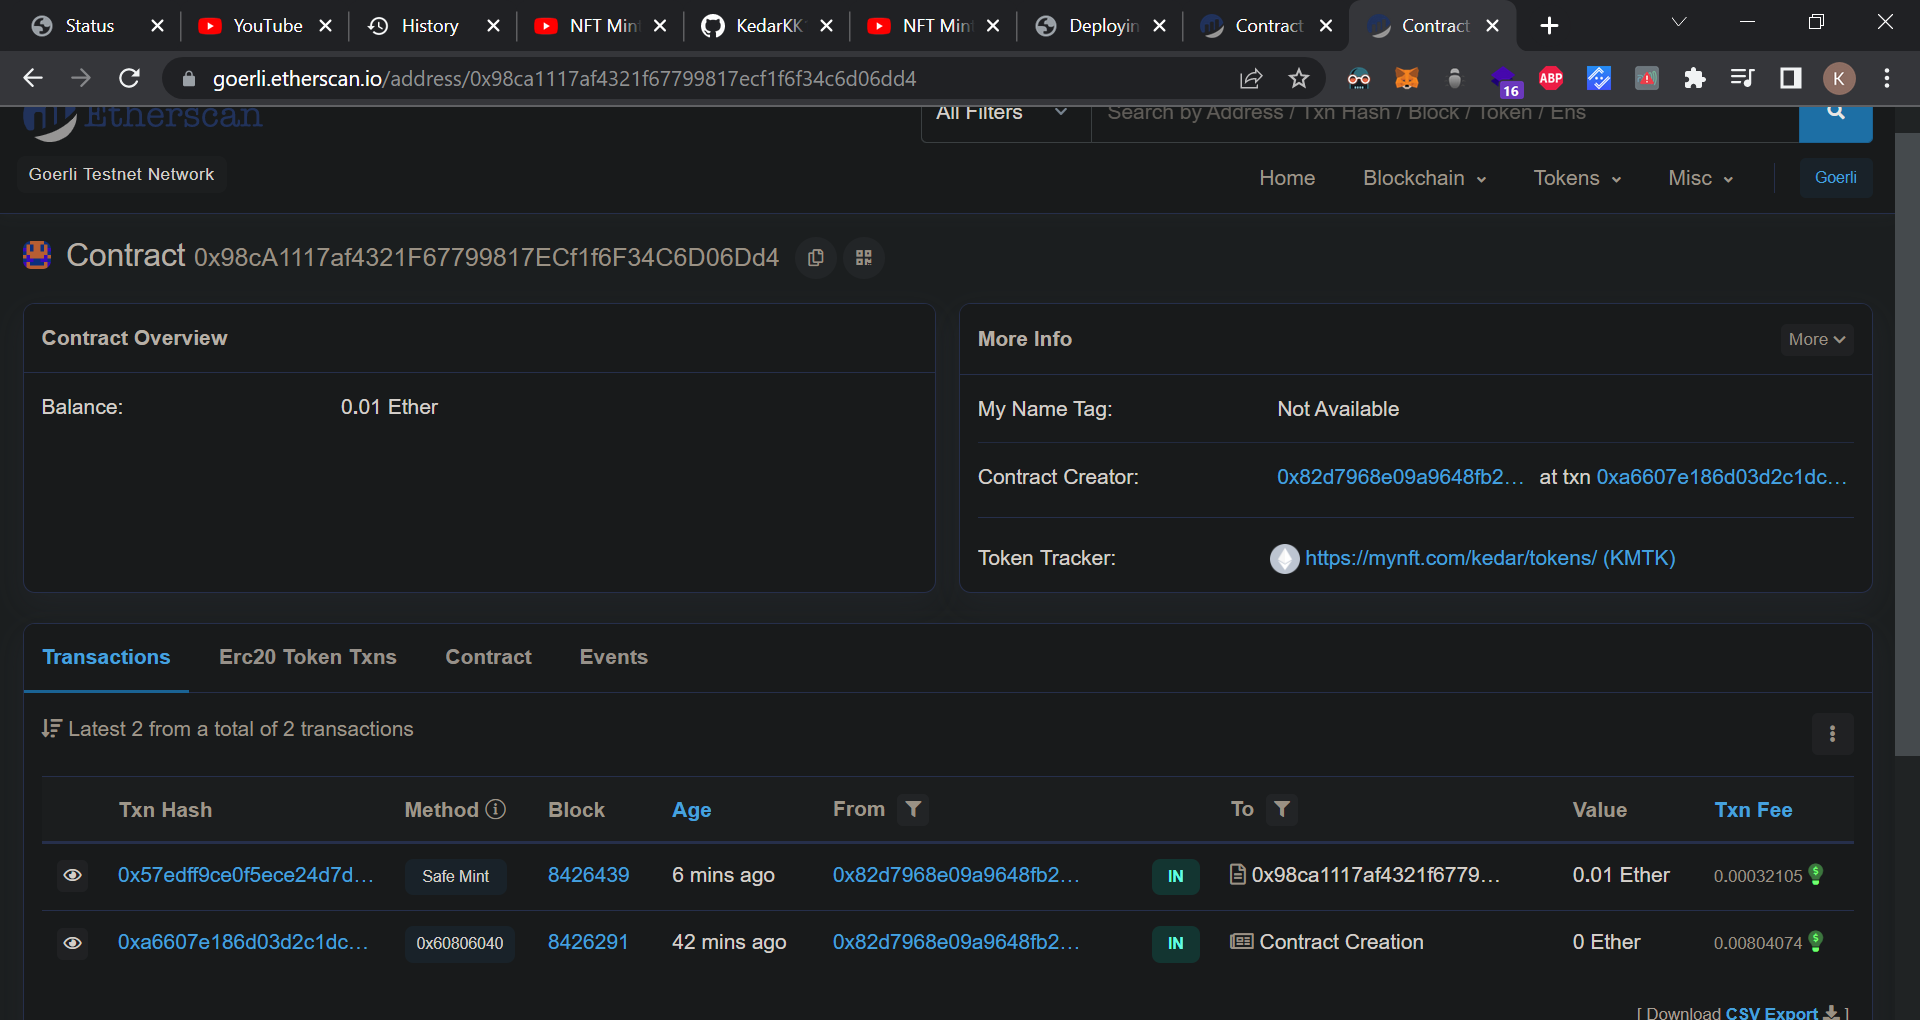 Status
YouTube
History
NFT Min
KedarKK
NFT Min
Deployin
Contract
Contract
goerli.etherscan.io/address/0x98ca1117af4321f67799817ecf1f6f34c6d06dd4
16
ABP
K
Etherscan
All Filters
Search by Address / Txn Hash / Block / Token / Ens
Goerli Testnet Network
Home
Blockchain
Tokens
Misc
Goerli
Contract 0x98cA1117af4321F67799817ECf1f6F34C6D06Dd4
Contract Overview
Balance: 0.01 Ether
More Info
More
My Name Tag: Not Available
Contract Creator: 0x82d7968e09a9648fb2... at txn 0xa6607e186d03d2c1dc...
Token Tracker: https://mynft.com/kedar/tokens/ (KMTK)
Transactions
Erc20 Token Txns
Contract
Events
Latest 2 from a total of 2 transactions
Txn Hash Method Block Age From To Value Txn Fee
0x57edff9ce0f5ece24d7d... Safe Mint 8426439 6 mins ago 0x82d7968e09a9648fb2... IN 0x98ca1117af4321f6779... 0.01 Ether 0.00032105
0xa6607e186d03d2c1dc... 0x60806040 8426291 42 mins ago 0x82d7968e09a9648fb2... IN Contract Creation 0 Ether 0.00804074
[ Download CSV Export ]